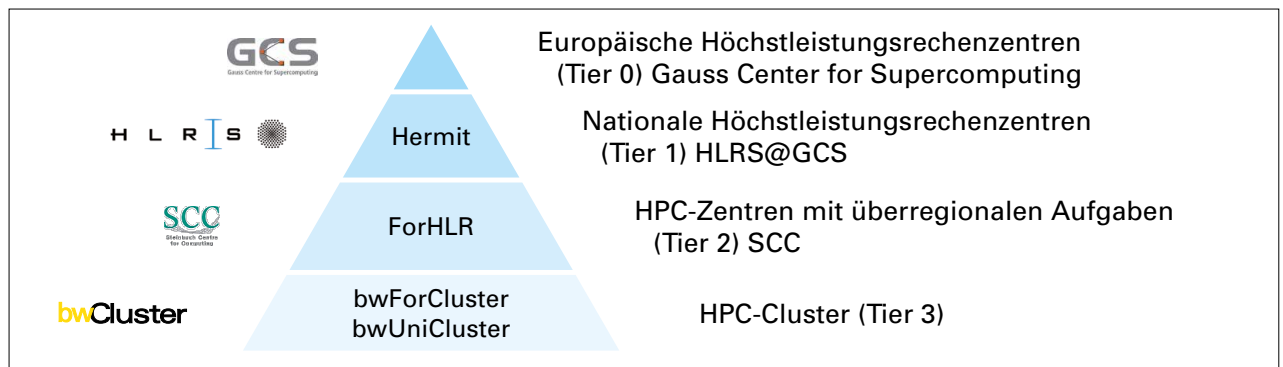 GCS
Gauss Centre for Supercomputing
Europäische Höchstleistungsrechenzentren
(Tier 0) Gauss Center for Supercomputing
H L R I S
Hermit
Nationale Höchstleistungsrechenzentren
(Tier 1) HLRS@GCS
SCC
Steinbuch Centre
for Computing
ForHLR
HPC-Zentren mit überregionalen Aufgaben
(Tier 2) SCC
bwCluster
bwForCluster
bwUniCluster
HPC-Cluster (Tier 3)